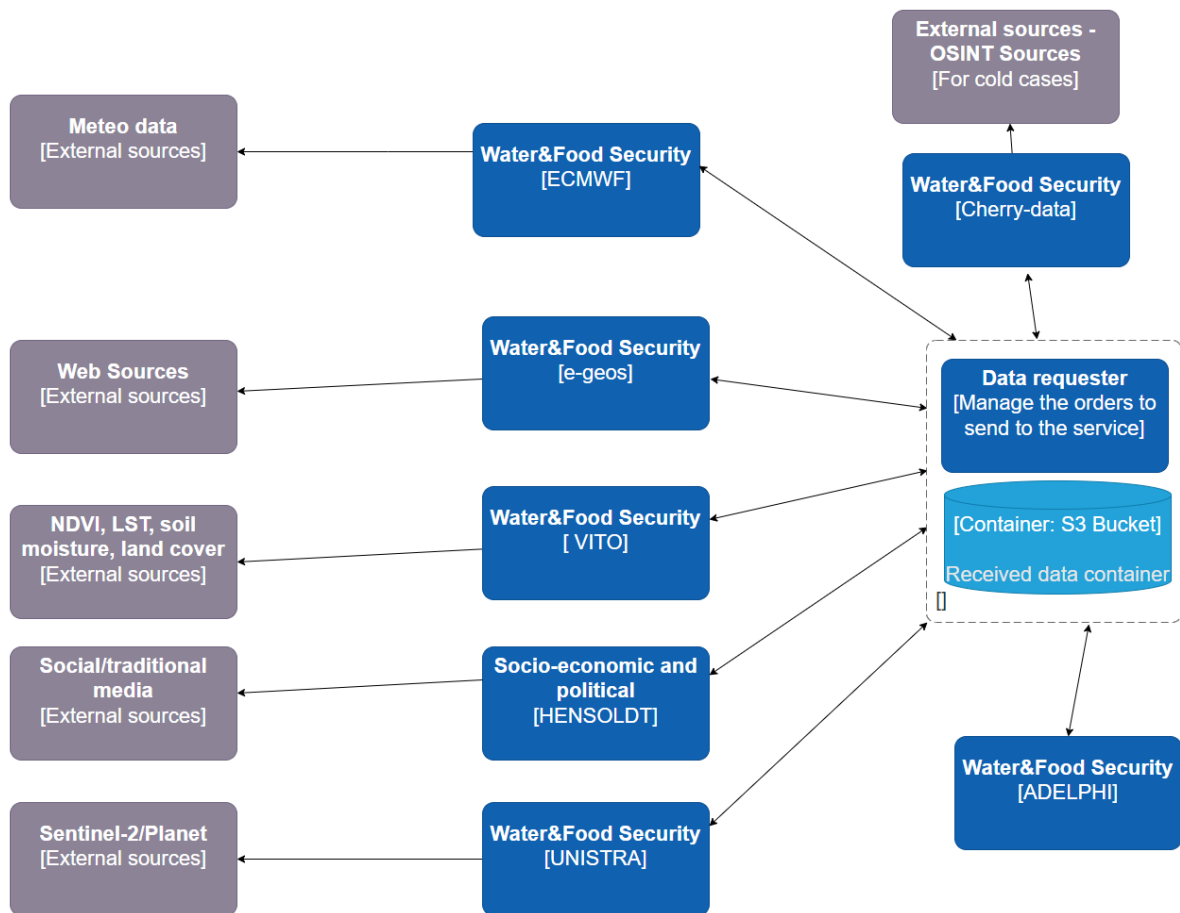 External sources -
OSINT Sources
[For cold cases]
Meteo data
[External sources]
Water&Food Security
[ECMWF]
Water&Food Security
[Cherry-data]
Web Sources
[External sources]
Water&Food Security
[e-geos]
Data requester
[Manage the orders to
send to the service]
NDVI, LST, soil
moisture, land cover
[External sources]
Water&Food Security
[ VITO]
[Container: S3 Bucket]
Received data container
[]
Social/traditional
media
[External sources]
Socio-economic and
political
[HENSOLDT]
Water&Food Security
[ADELPHI]
Sentinel-2/Planet
[External sources]
Water&Food Security
[UNISTRA]